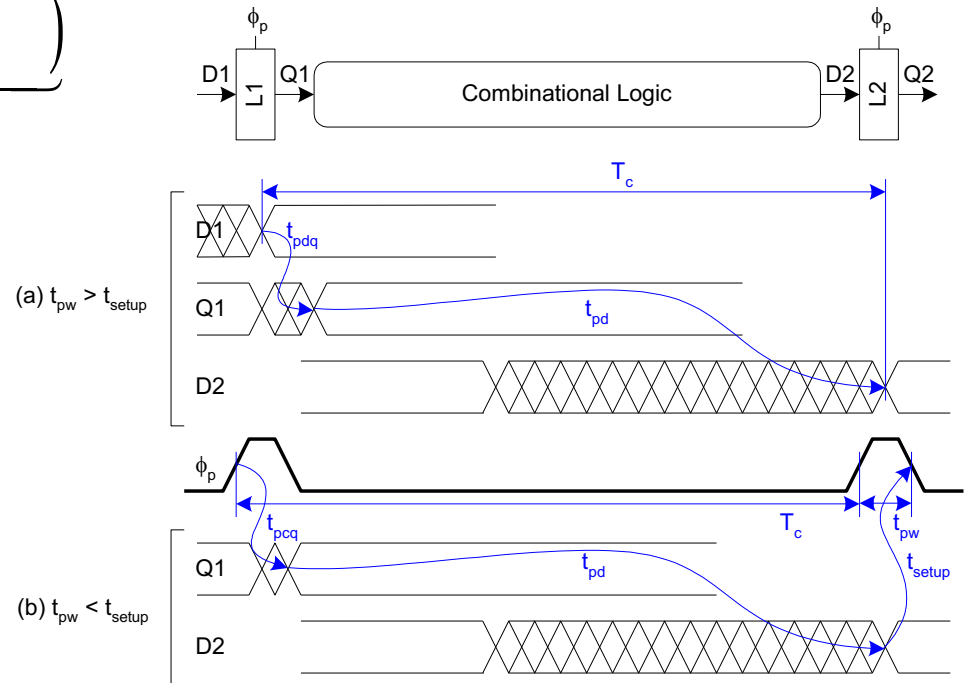 ϕp ϕp
D1 L1 Q1 Combinational Logic D2 L2 Q2
Tc
D1 tpdq
(a) tpw > tsetup
Q1 tpd
D2
ϕp
Tc tpw
tpcq
Q1 tpd tsetup
(b) tpw < tsetup
D2